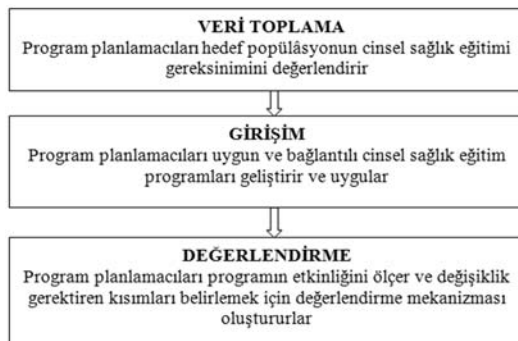 VERİ TOPLAMA
Program planlamacıları hedef popülâsyonun cinsel sağlık eğitimi
gereksinimini değerlendirir
GİRİŞİM
Program planlamacıları uygun ve bağlantılı cinsel sağlık eğitim
programları geliştirir ve uygular
DEĞERLENDİRME
Program planlamacıları programın etkinliğini ölçer ve değişiklik
gerektiren kısımları belirlemek için değerlendirme mekanizması
oluştururlar